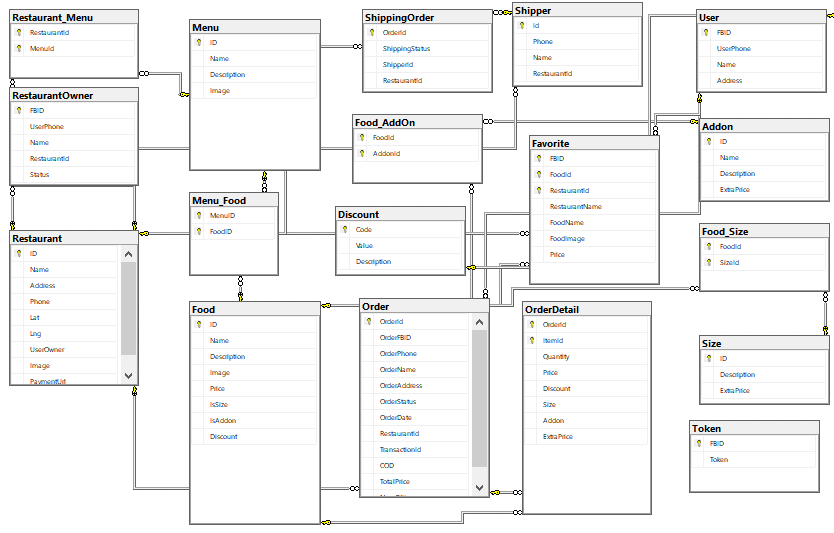 Restaurant_Menu
RestaurantId
MenuId
Menu
ID
Name
Description
Image
ShippingOrder
OrderId
ShippingStatus
ShipperId
RestaurantId
Shipper
Id
Phone
Name
RestaurantId
User
FBID
UserPhone
Name
Address
RestaurantOwner
FBID
UserPhone
Name
RestaurantId
Status
Food_AddOn
FoodId
AddonId
Favorite
FBID
FoodId
RestaurantId
RestaurantName
FoodName
FoodImage
Price
Addon
ID
Name
Description
ExtraPrice
Menu_Food
MenuID
FoodID
Discount
Code
Value
Description
Food_Size
FoodId
SizeId
Restaurant
ID
Name
Address
Phone
Lat
Lng
UserOwner
Image
PaymentUrl
Food
ID
Name
Description
Image
Price
IsSize
IsAddon
Discount
Order
OrderId
OrderFBID
OrderPhone
OrderName
OrderAddress
OrderStatus
OrderDate
RestaurantId
TransactionId
COD
TotalPrice
OrderDetail
OrderId
ItemId
Quantity
Price
Discount
Size
Addon
ExtraPrice
Size
ID
Description
ExtraPrice
Token
FBID
Token